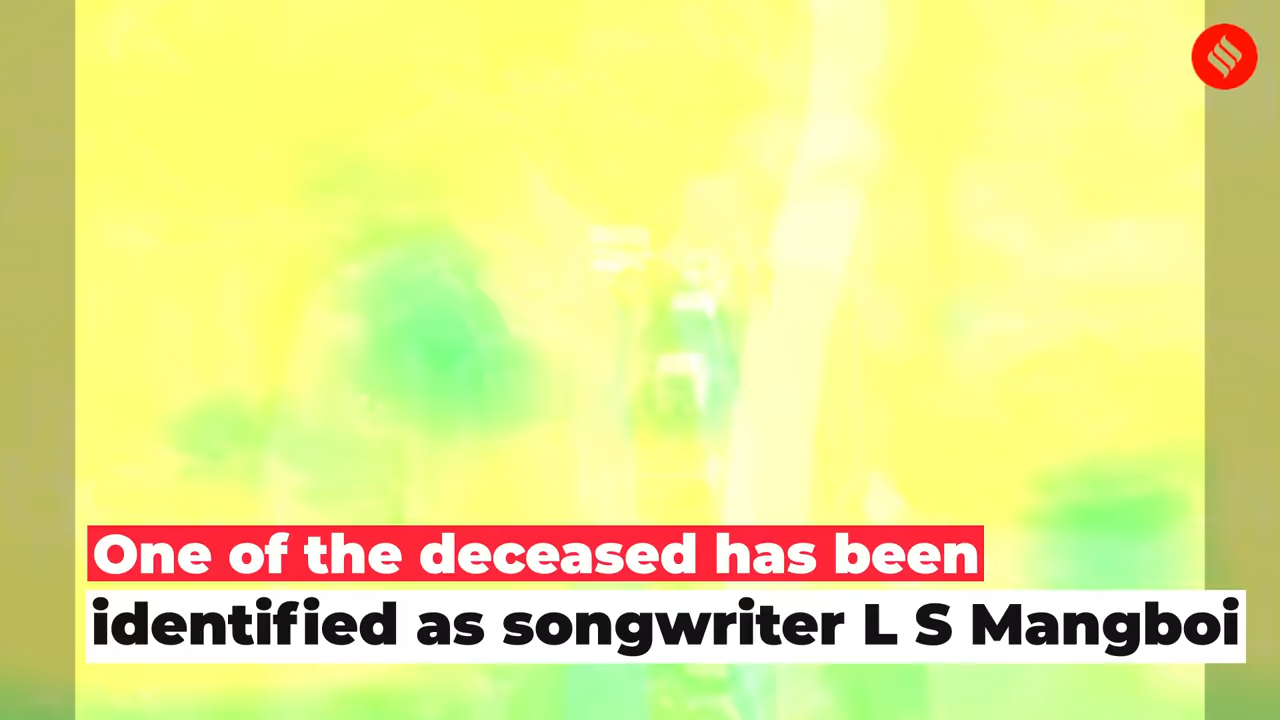 One of the deceased has been
identified as songwriter L S Mangboi